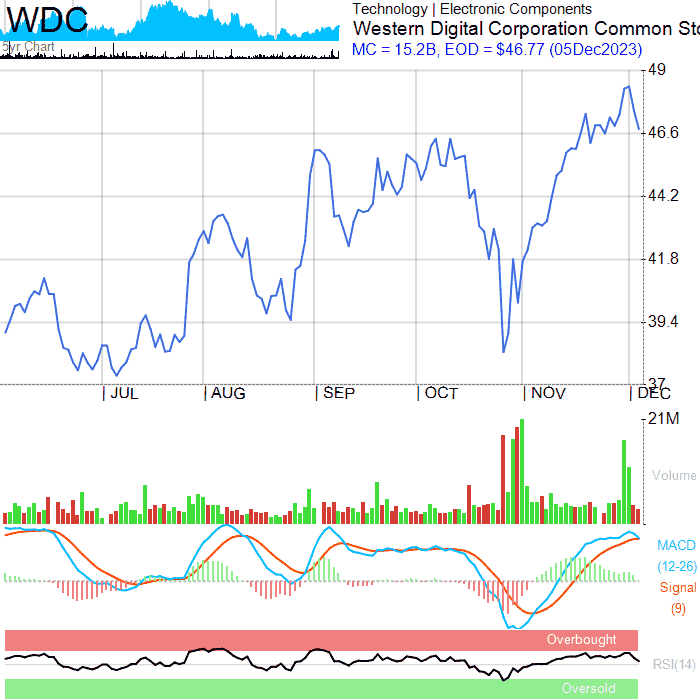 WDC
5yr Chart
Technology | Electronic Components
Western Digital Corporation Common Sto
MC = 15.2B, EOD = $46.77 (05Dec2023)
49
46.6
44.2
41.8
39.4
37
JUL AUG SEP OCT NOV DEC
21M
Volume
MACD
(12-26)
Signal
(9)
Overbought
RSI(14)
Oversold